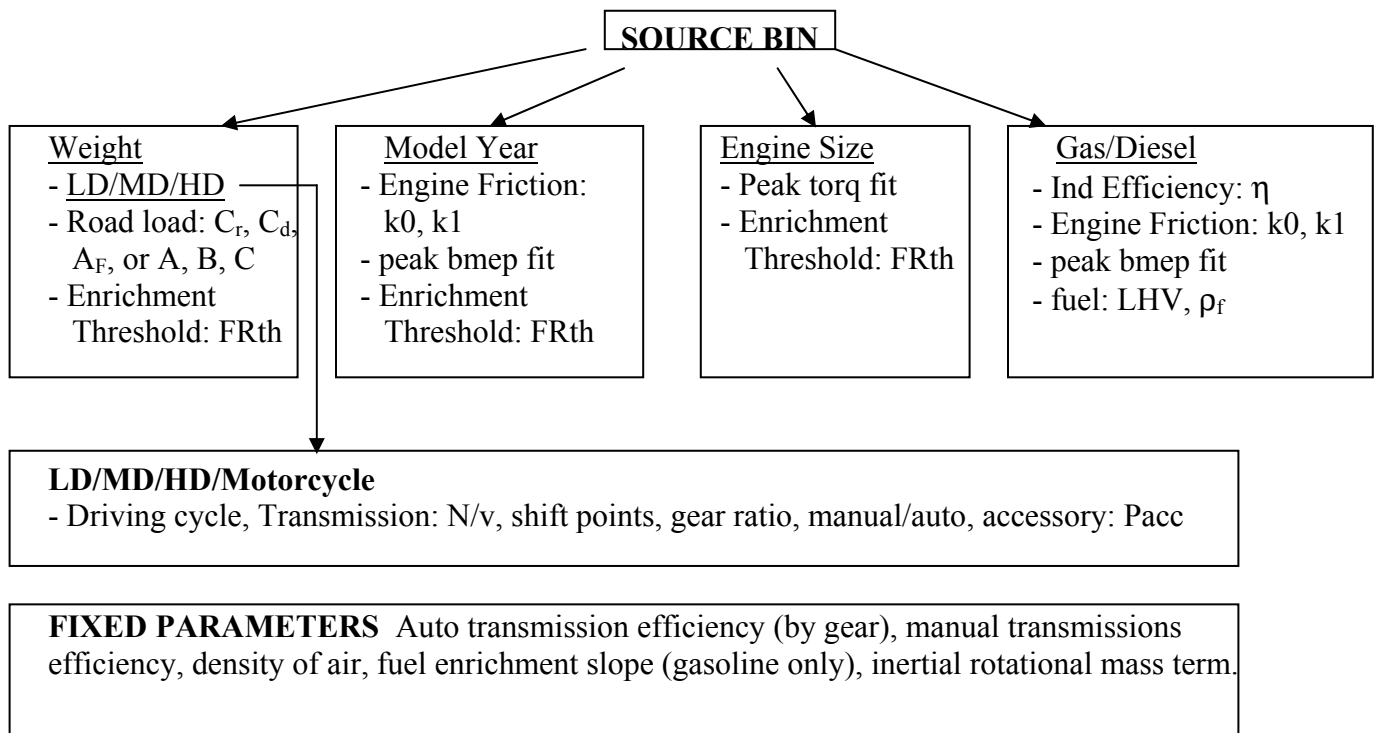 SOURCE BIN
Weight
- LD/MD/HD
- Road load: Cr, Cd,
AF, or A, B, C
- Enrichment
Threshold: FRth
Model Year
- Engine Friction:
k0, k1
- peak bmep fit
- Enrichment
Threshold: FRth
Engine Size
- Peak torq fit
- Enrichment
Threshold: FRth
Gas/Diesel
- Ind Efficiency: η
- Engine Friction: k0, k1
- peak bmep fit
- fuel: LHV, ρf
LD/MD/HD/Motorcycle
- Driving cycle, Transmission: N/v, shift points, gear ratio, manual/auto, accessory: Pacc
FIXED PARAMETERS Auto transmission efficiency (by gear), manual transmissions
efficiency, density of air, fuel enrichment slope (gasoline only), inertial rotational mass term.